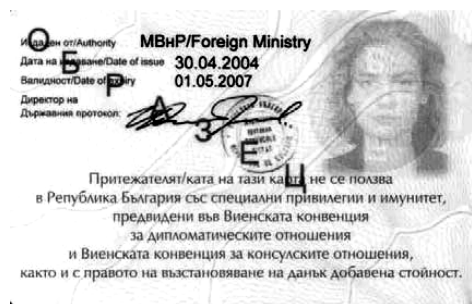 Издаден от/Authority МВнР/Foreign Ministry
Дата на издаване/Date of issue 30.04.2004
Валидност/Date of expiry 01.05.2007
Директор на
Държавния протокол:
ОБРАЗЕЦ
Притежателят/ката на тази карта не се ползва
в Република България със специални привилегии и имунитет,
предвидени във Виенската конвенция
за дипломатическите отношения
и Виенската конвенция за консулските отношения,
както и с правото на възстановяване на данък добавена стойност.